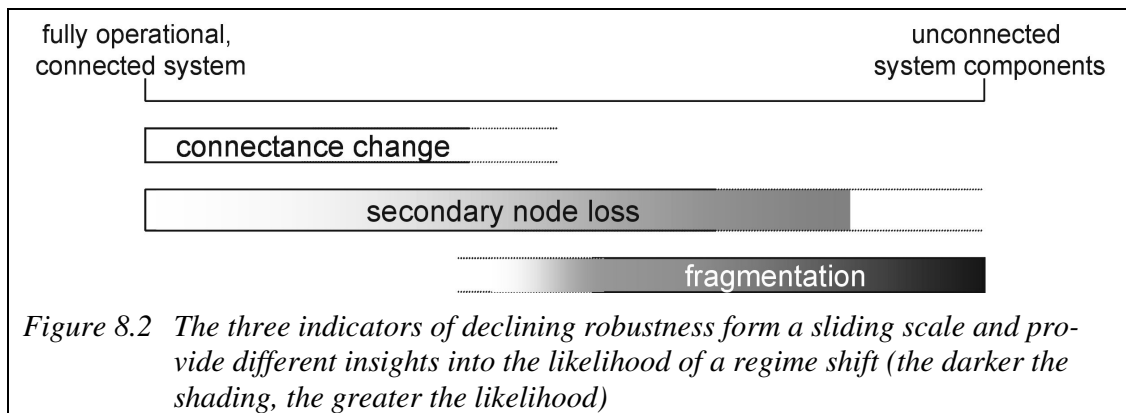 fully operational,
connected system
unconnected
system components
connectance change
secondary node loss
fragmentation
Figure 8.2 The three indicators of declining robustness form a sliding scale and pro-
vide different insights into the likelihood of a regime shift (the darker the
shading, the greater the likelihood)